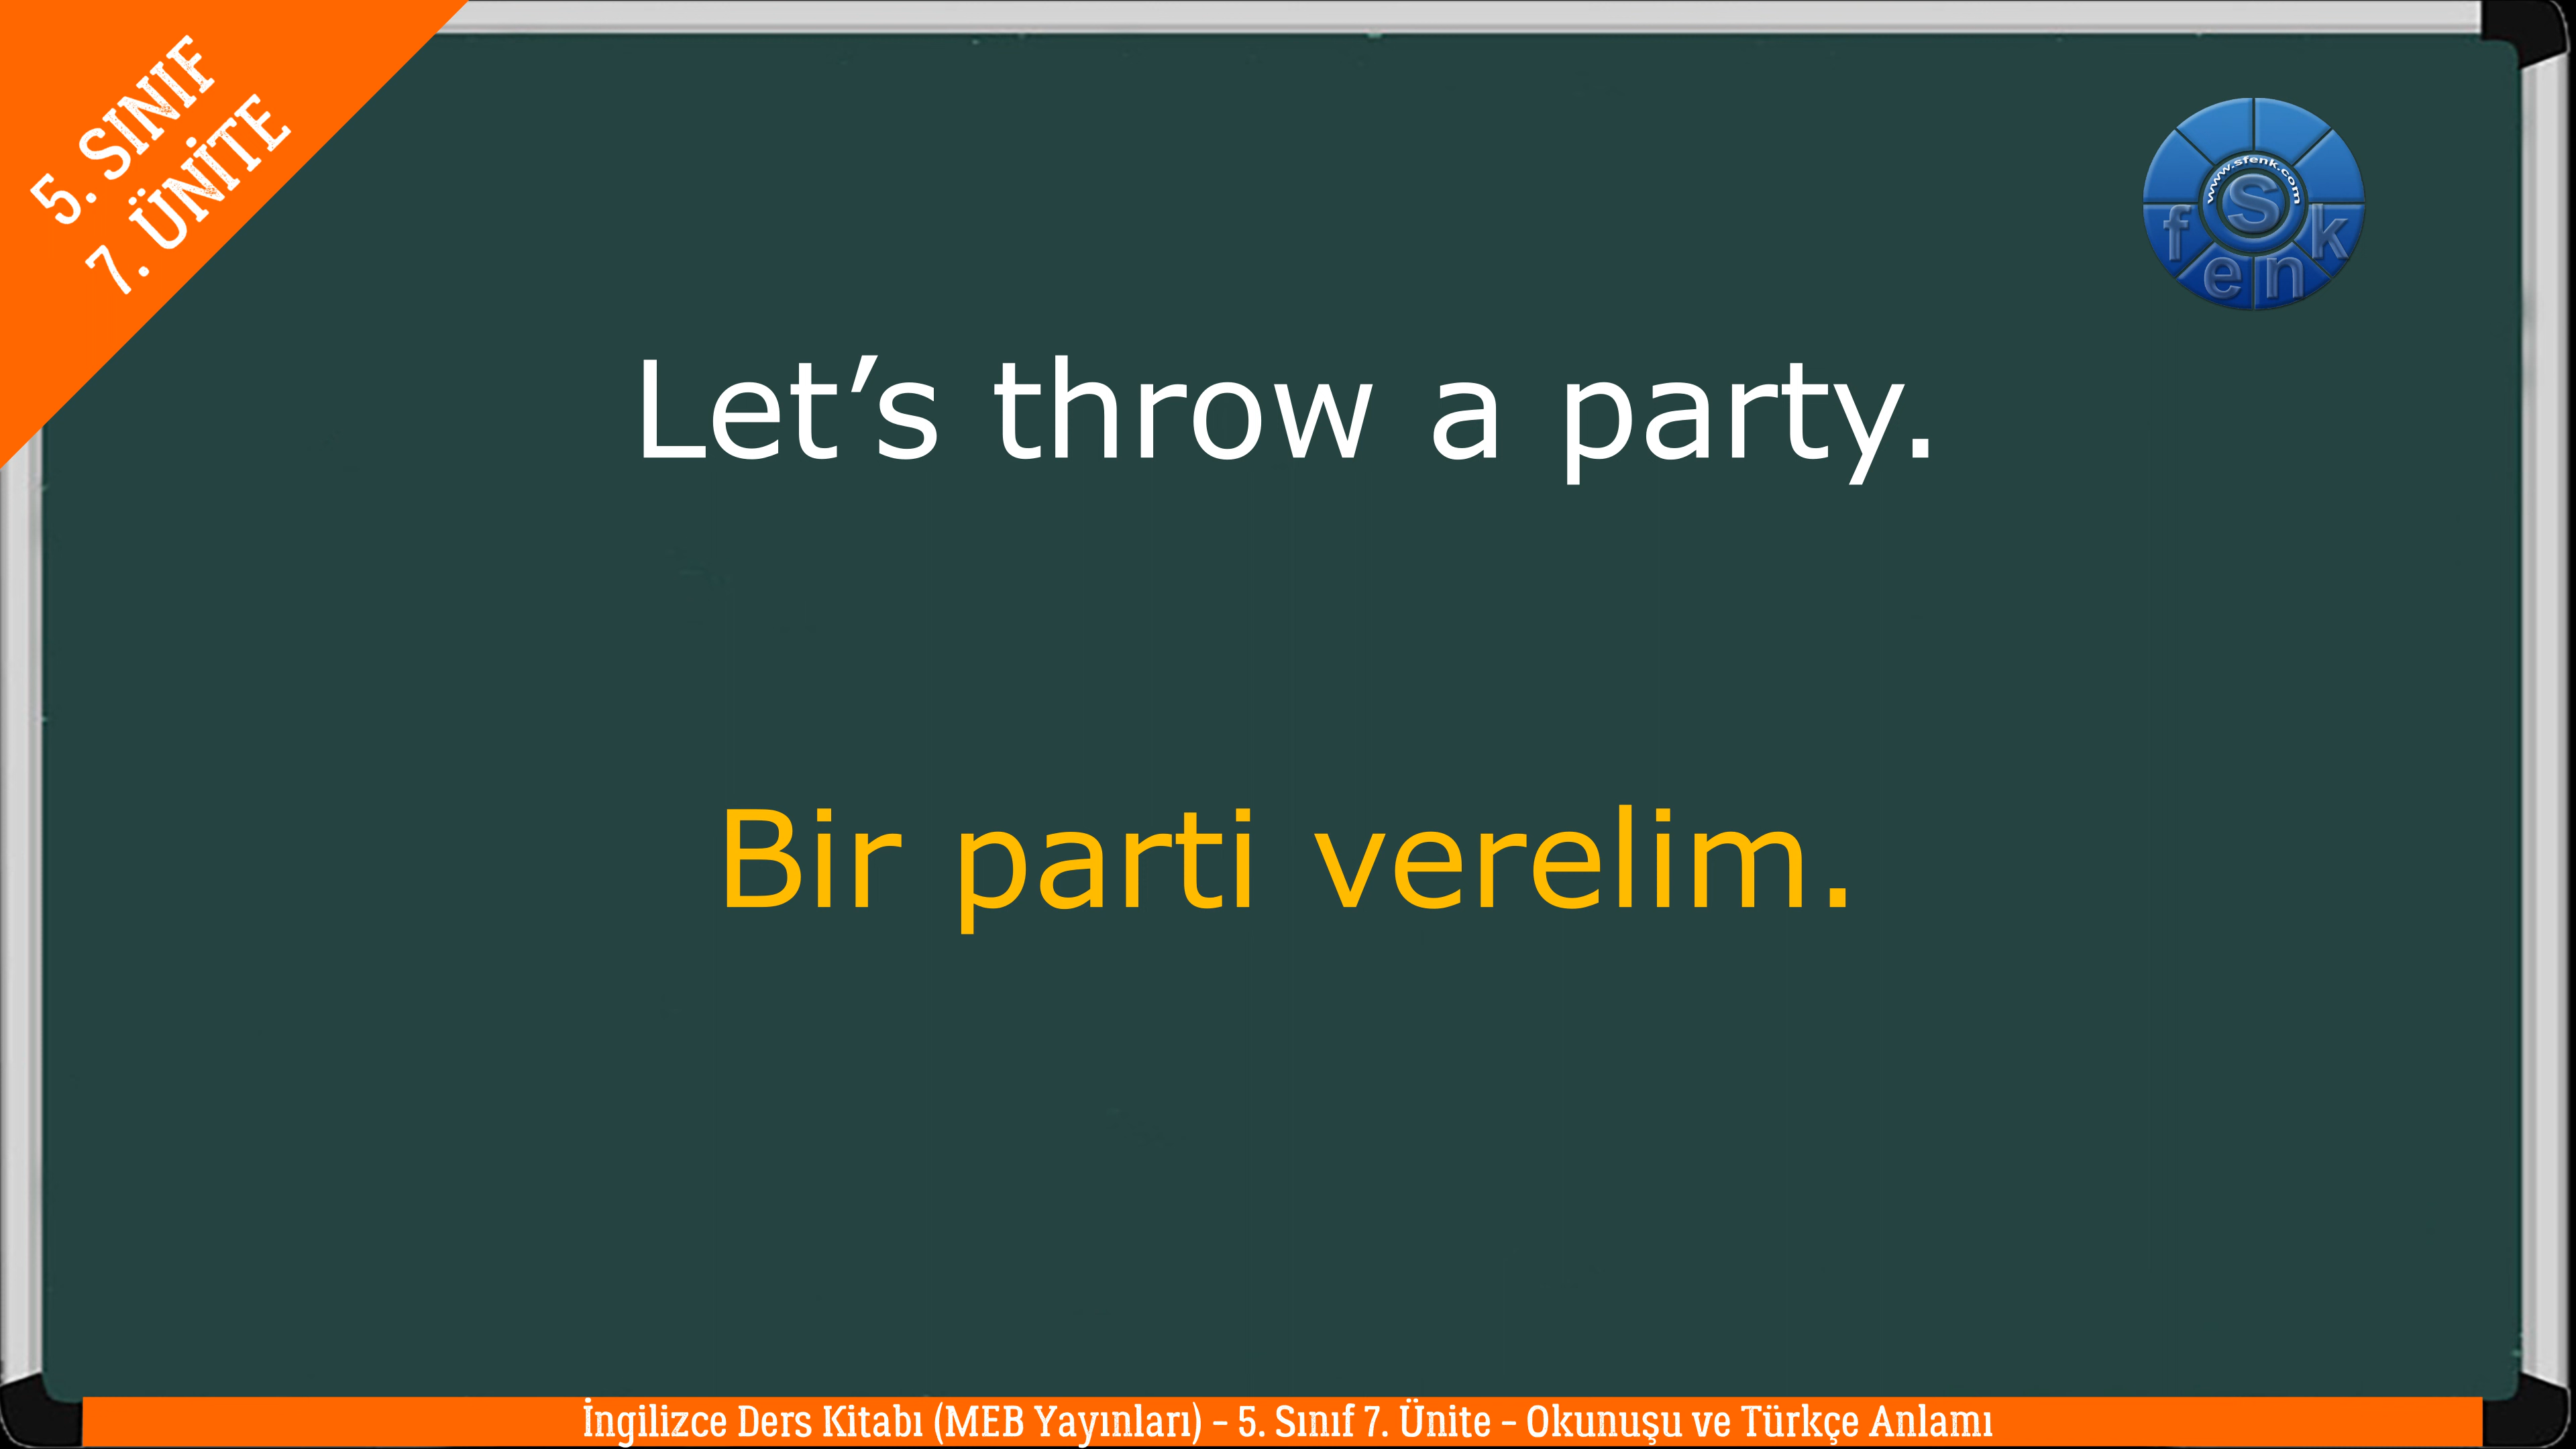 5. SINIF
7. ÜNİTE
www.sfenk.com
S
f e n k
Let’s throw a party.
Bir parti verelim.
İngilizce Ders Kitabı (MEB Yayınları) – 5. Sınıf 7. Ünite – Okunuşu ve Türkçe Anlamı